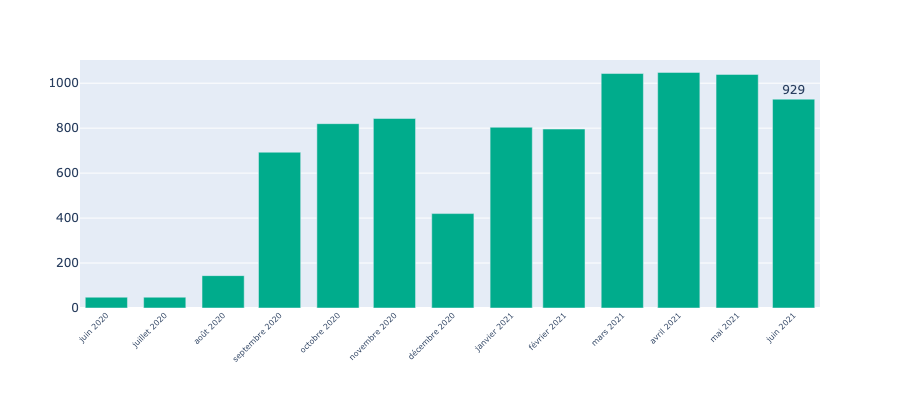 1000
800
600
400
200
0
929
juin 2020
juillet 2020
août 2020
septembre 2020
octobre 2020
novembre 2020
décembre 2020
janvier 2021
février 2021
mars 2021
avril 2021
mai 2021
juin 2021